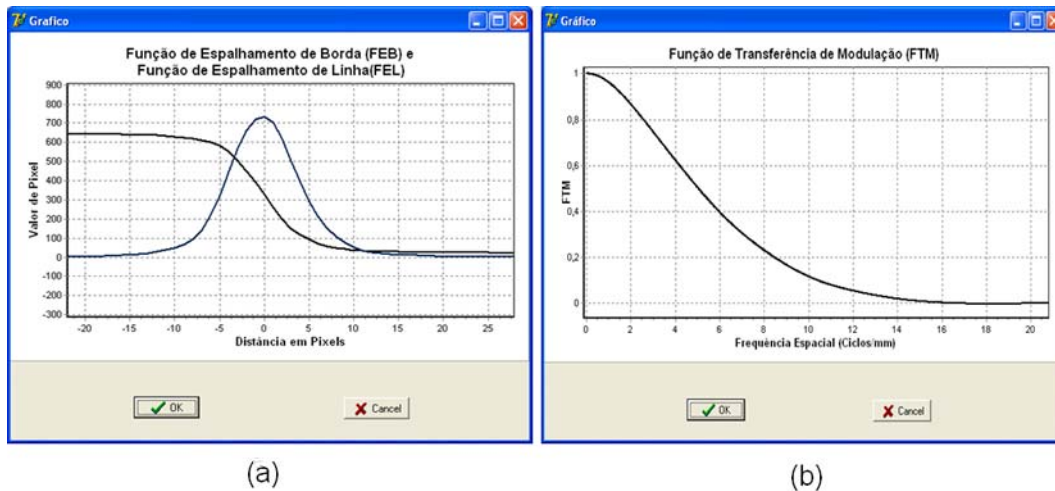 Grafico
Função de Espalhamento de Borda (FEB) e
Função de Espalhamento de Linha(FEL)
Valor de Pixel
900
800
700
600
500
400
300
200
100
0
-100
-200
-300
-20 -15 -10 -5 0 5 10 15 20 25
Distância em Pixels
OK Cancel
(a)
Gráfico
Função de Transferência de Modulação (FTM)
FTM
1
0,8
0,6
0,4
0,2
0
0 2 4 6 8 10 12 14 16 18 20
Frequência Espacial (Ciclos/mm)
OK Cancel
(b)